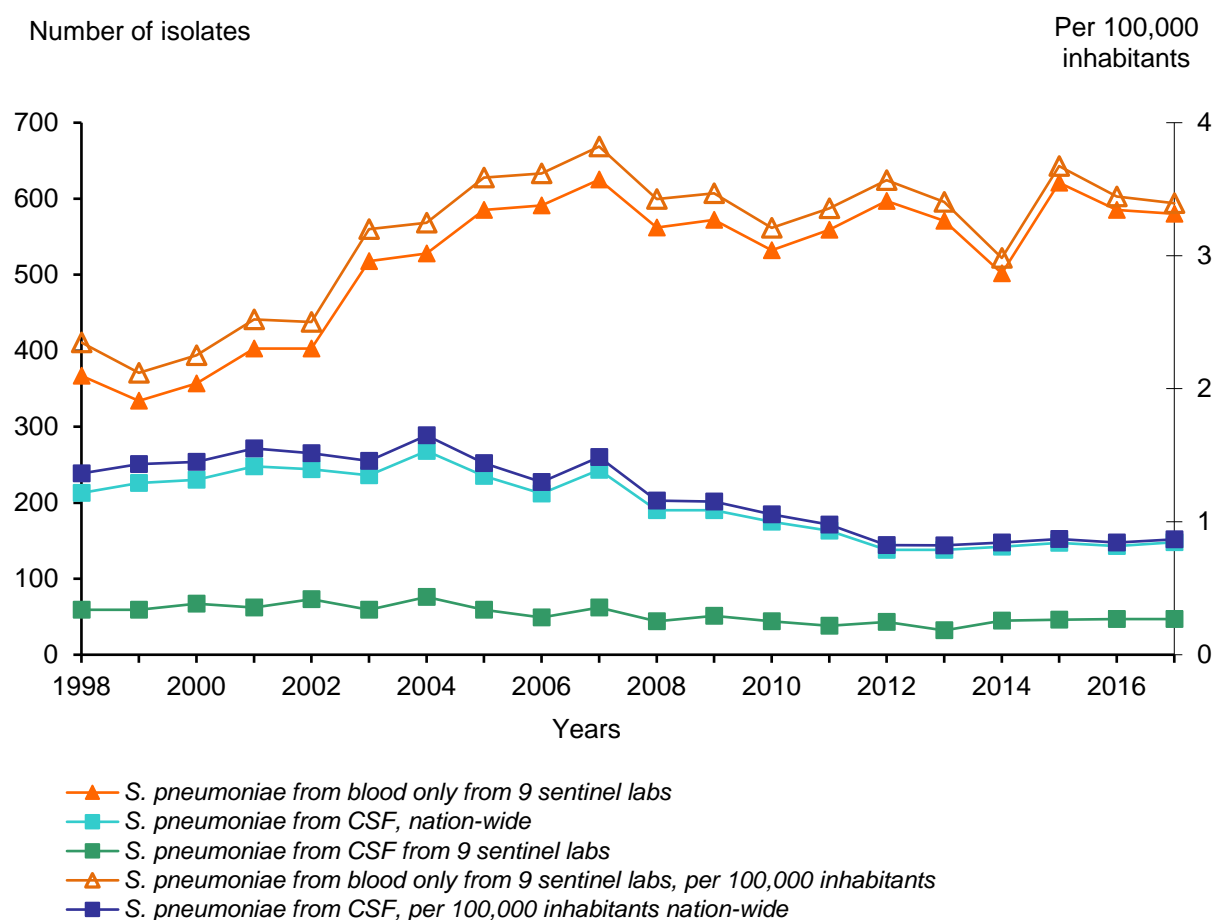 Number of isolates
Per 100,000
inhabitants
700
600
500
400
300
200
100
0
4
3
2
1
0
1998 2000 2002 2004 2006 2008 2010 2012 2014 2016
Years
S. pneumoniae from blood only from 9 sentinel labs
S. pneumoniae from CSF, nation-wide
S. pneumoniae from CSF from 9 sentinel labs
S. pneumoniae from blood only from 9 sentinel labs, per 100,000 inhabitants
S. pneumoniae from CSF, per 100,000 inhabitants nation-wide